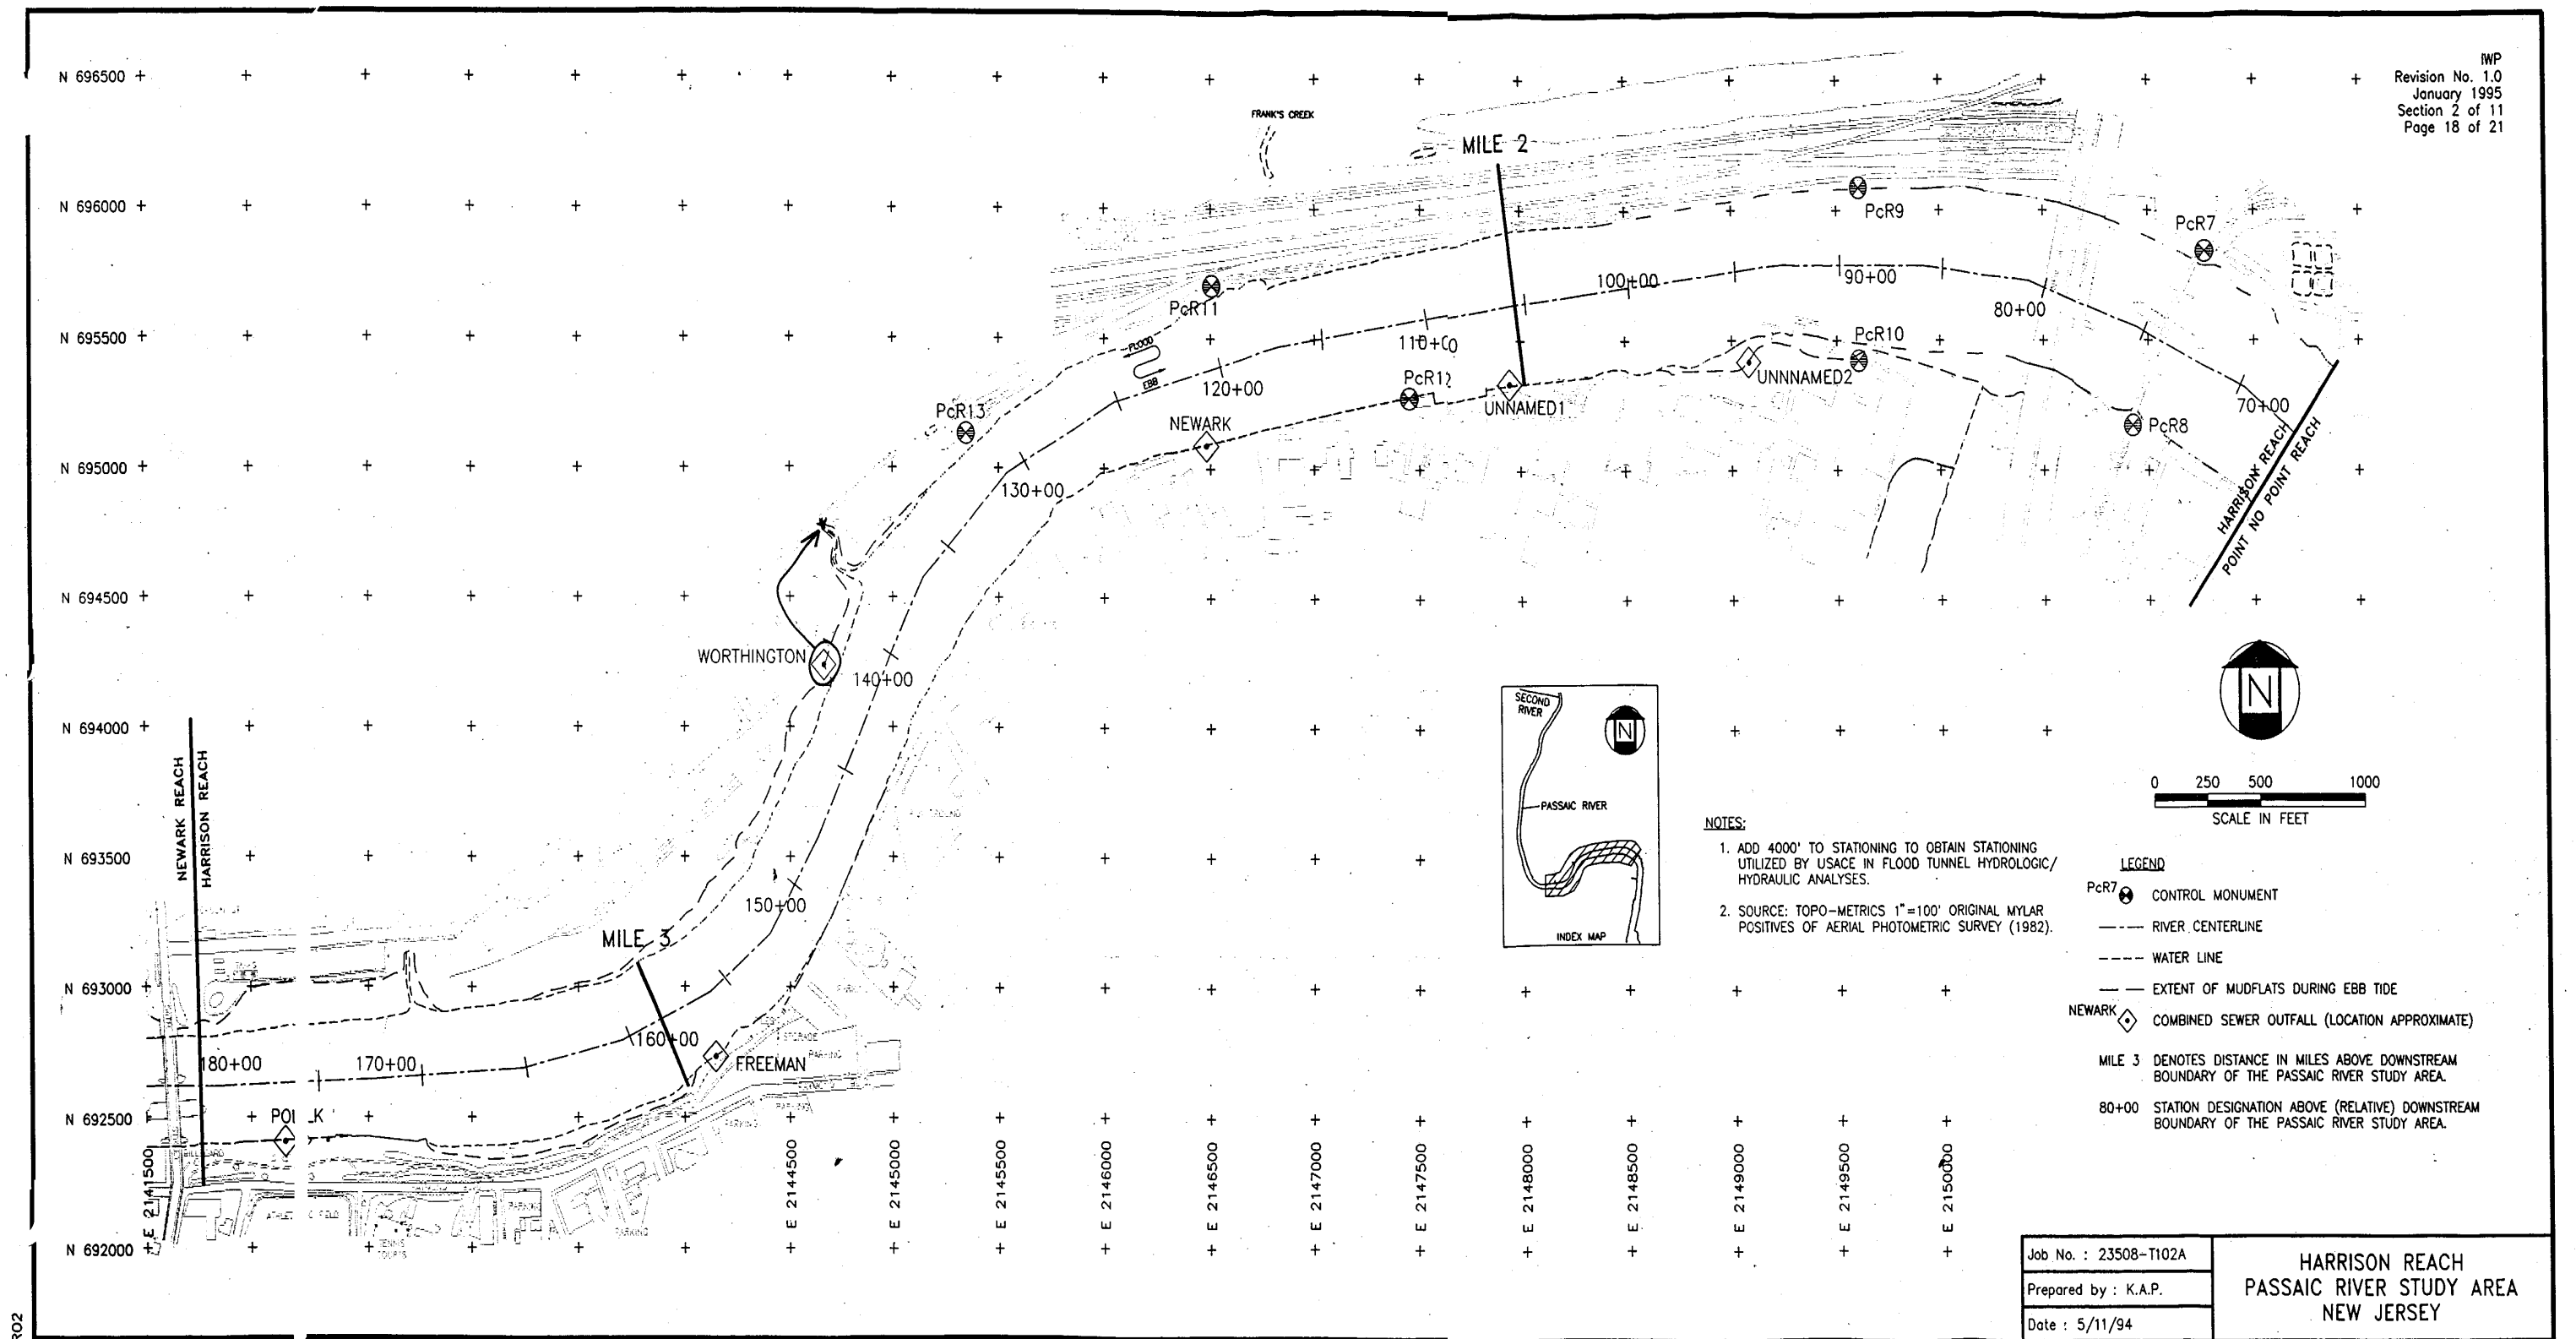 IWP
Revision No. 1.0
January 1995
Section 2 of 11
Page 18 of 21
N 696500
N 696000
N 695500
N 695000
N 694500
N 694000
N 693500
N 693000
N 692500
N 692000
FRANK'S CREEK
MILE 2
PcR9
PcR7
PcR11
100+00
90+00
80+00
110+00
PcR10
FLOOD
EBB
120+00
PcR12
UNNNAMED2
UNNAMED1
70+00
PcR13
NEWARK
PcR8
130+00
HARRISON REACH
POINT NO POINT REACH
WORTHINGTON
140+00
NEWARK REACH
HARRISON REACH
150+00
MILE 3
160+00
FREEMAN
180+00
170+00
STORAGE
PARKING
PARKING
PARKING
PARKING
PARKING
TENNIS
E 2141500
E 2144500
E 2145000
E 2145500
E 2146000
E 2146500
E 2147000
E 2147500
E 2148000
E 2148500
E 2149000
E 2149500
E 2150000
SECOND
RIVER
N
PASSAIC RIVER
INDEX MAP
N
0 250 500 1000
SCALE IN FEET
NOTES:
1. ADD 4000' TO STATIONING TO OBTAIN STATIONING
UTILIZED BY USACE IN FLOOD TUNNEL HYDROLOGIC/
HYDRAULIC ANALYSES.
2. SOURCE: TOPO-METRICS 1"=100' ORIGINAL MYLAR
POSITIVES OF AERIAL PHOTOMETRIC SURVEY (1982).
LEGEND
PcR7 CONTROL MONUMENT
RIVER CENTERLINE
WATER LINE
EXTENT OF MUDFLATS DURING EBB TIDE
NEWARK COMBINED SEWER OUTFALL (LOCATION APPROXIMATE)
MILE 3 DENOTES DISTANCE IN MILES ABOVE DOWNSTREAM
BOUNDARY OF THE PASSAIC RIVER STUDY AREA.
80+00 STATION DESIGNATION ABOVE (RELATIVE) DOWNSTREAM
BOUNDARY OF THE PASSAIC RIVER STUDY AREA.
Job No. : 23508-T102A
Prepared by : K.A.P.
Date : 5/11/94
HARRISON REACH
PASSAIC RIVER STUDY AREA
NEW JERSEY